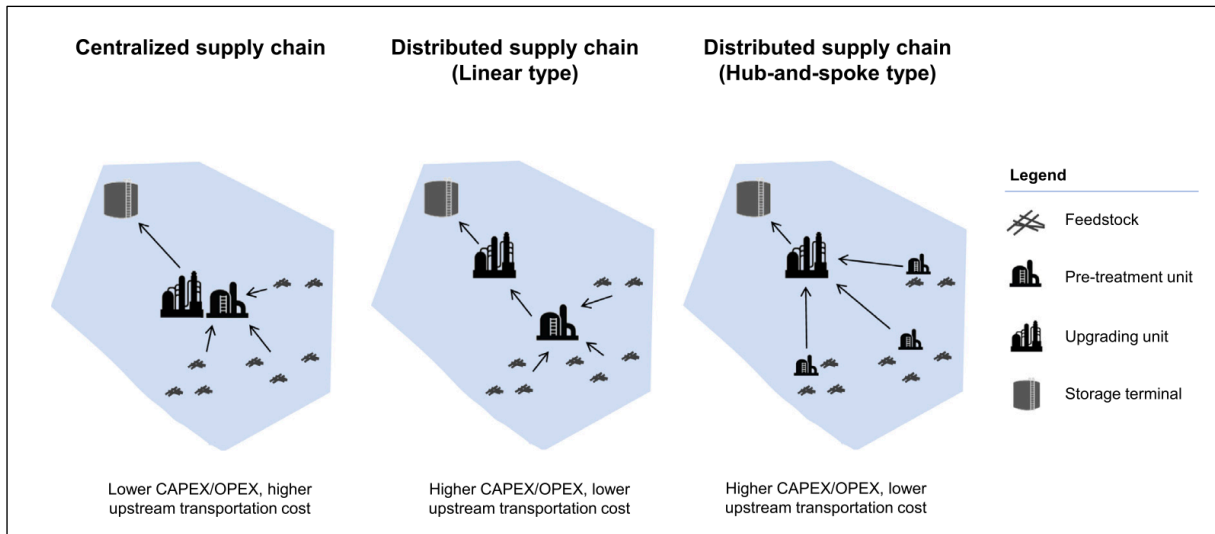 Centralized supply chain
Distributed supply chain
(Linear type)
Distributed supply chain
(Hub-and-spoke type)
Legend
Feedstock
Pre-treatment unit
Upgrading unit
Storage terminal
Lower CAPEX/OPEX, higher
upstream transportation cost
Higher CAPEX/OPEX, lower
upstream transportation cost
Higher CAPEX/OPEX, lower
upstream transportation cost